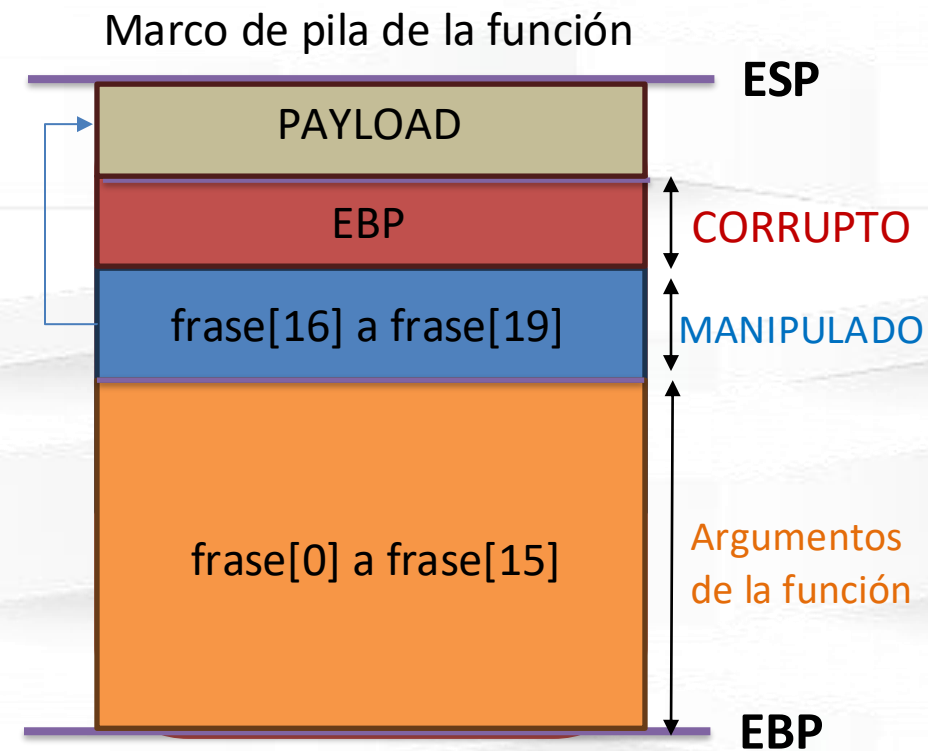 Marco de pila de la función
ESP
PAYLOAD
EBP
CORRUPTO
frase[16] a frase[19]
MANIPULADO
frase[0] a frase[15]
Argumentos
de la función
EBP